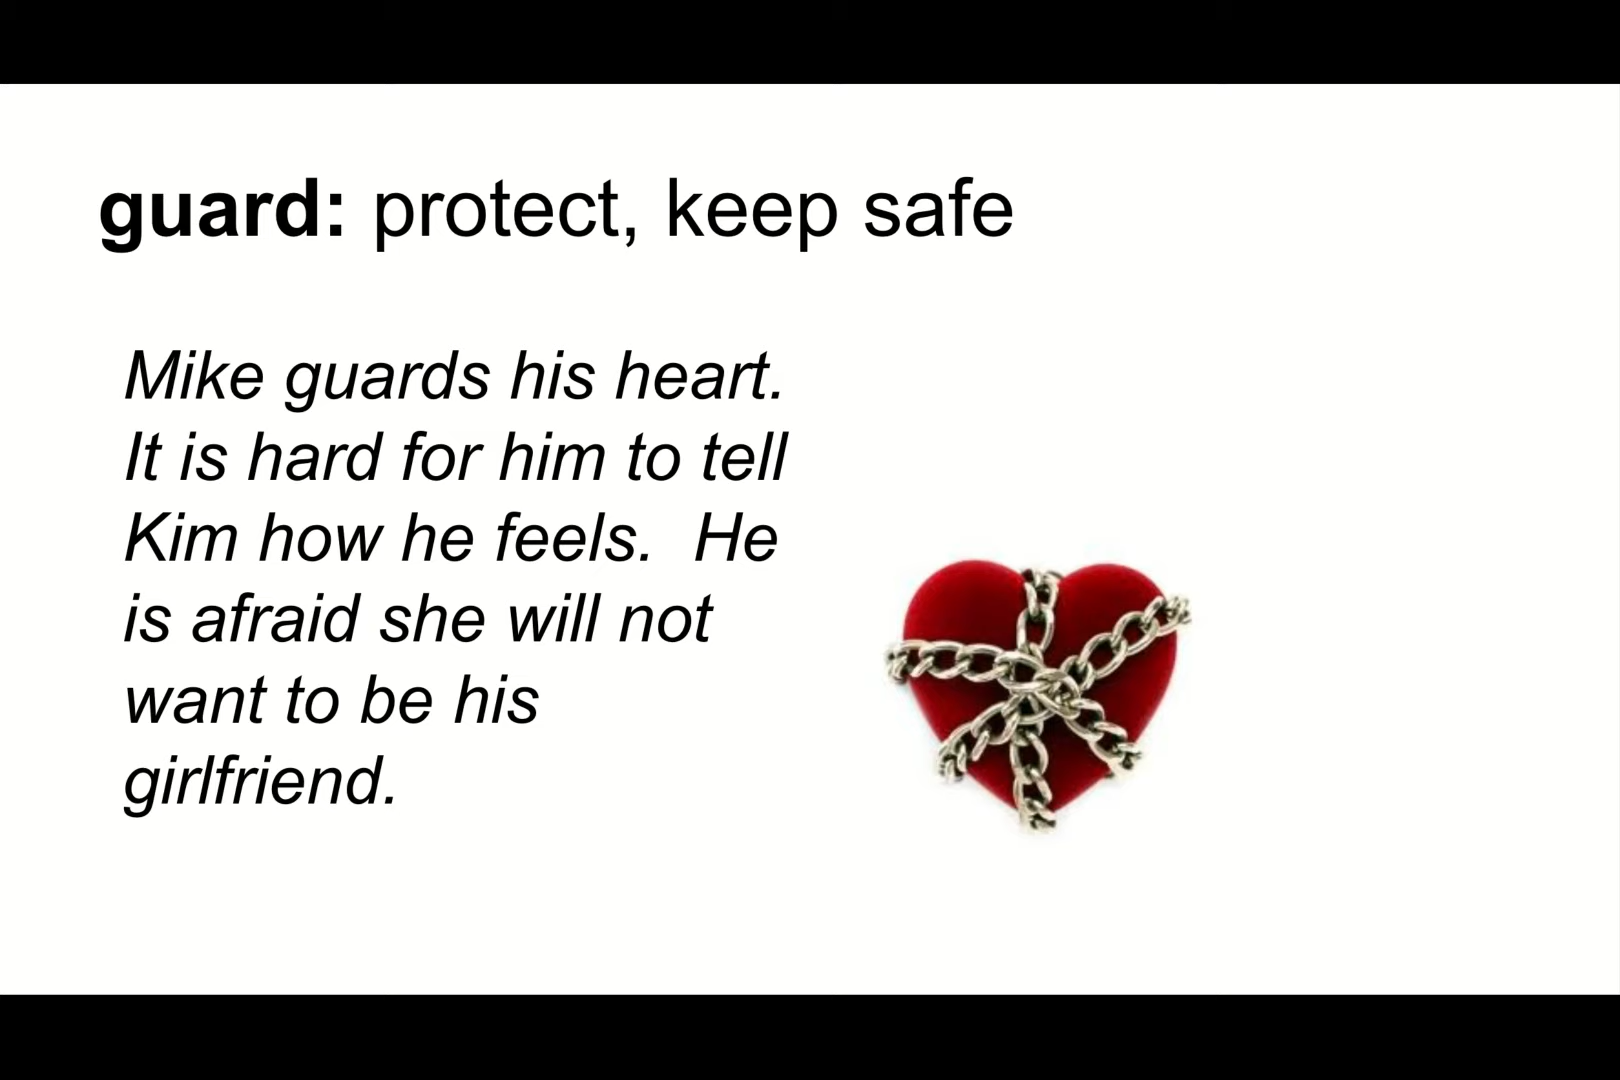 guard: protect, keep safe
Mike guards his heart.
It is hard for him to tell
Kim how he feels.  He
is afraid she will not
want to be his
girlfriend.